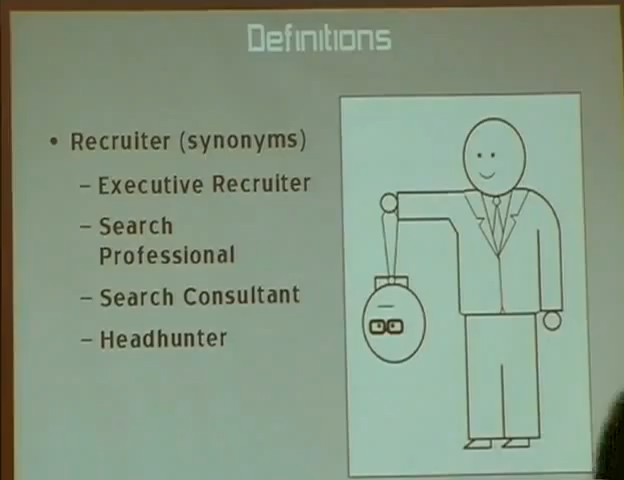 Definitions
• Recruiter (synonyms)
– Executive Recruiter
– Search
Professional
– Search Consultant
– Headhunter